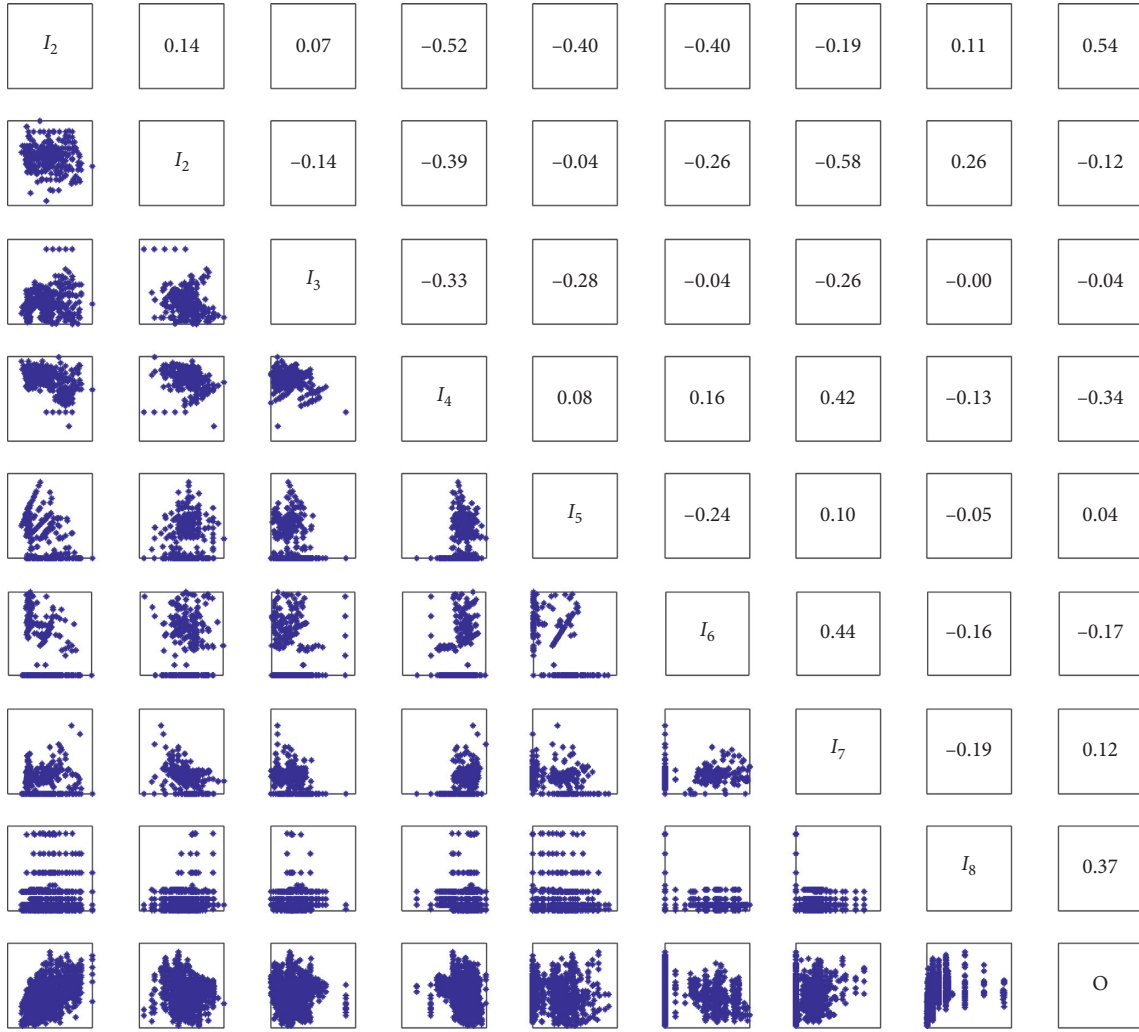 I₂ 0.14 0.07 –0.52 –0.40 –0.40 –0.19 0.11 0.54
I₂ –0.14 –0.39 –0.04 –0.26 –0.58 0.26 –0.12
I₃ –0.33 –0.28 –0.04 –0.26 –0.00 –0.04
I₄ 0.08 0.16 0.42 –0.13 –0.34
I₅ –0.24 0.10 –0.05 0.04
I₆ 0.44 –0.16 –0.17
I₇ –0.19 0.12
I₈ 0.37
O